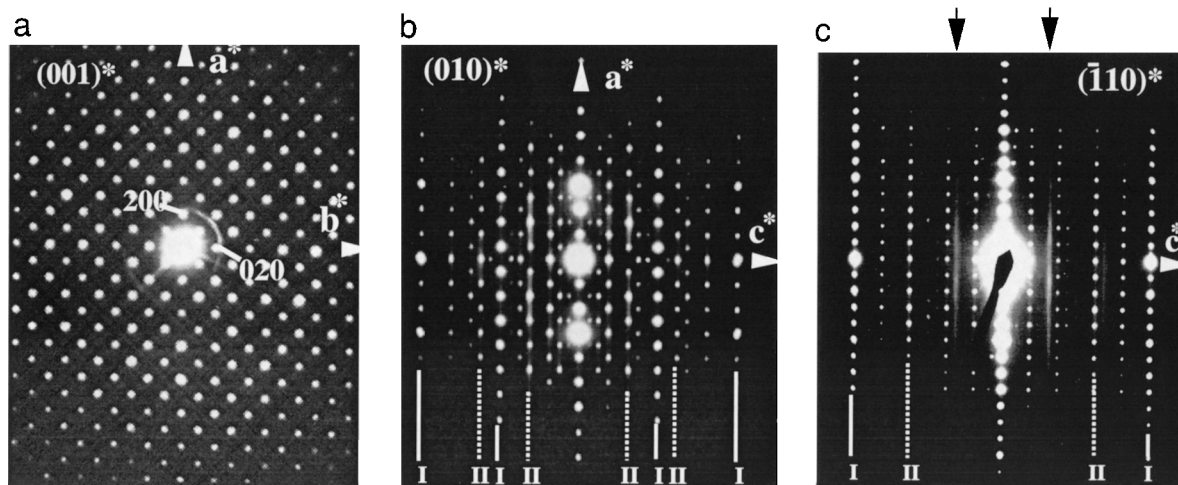 a
(001)*
a*
b*
200
020
b
(010)*
a*
c*
I II I II II I II I
c
(1̄10)*
c*
I II II I